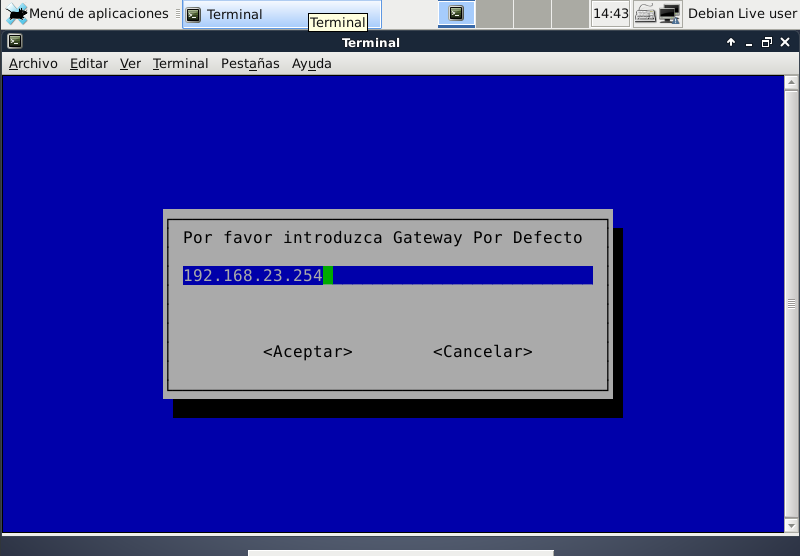 Menú de aplicaciones Terminal 14:43 Debian Live user
Terminal
Terminal
Archivo Editar Ver Terminal Pestañas Ayuda
Por favor introduzca Gateway Por Defecto
192.168.23.254
<Aceptar> <Cancelar>